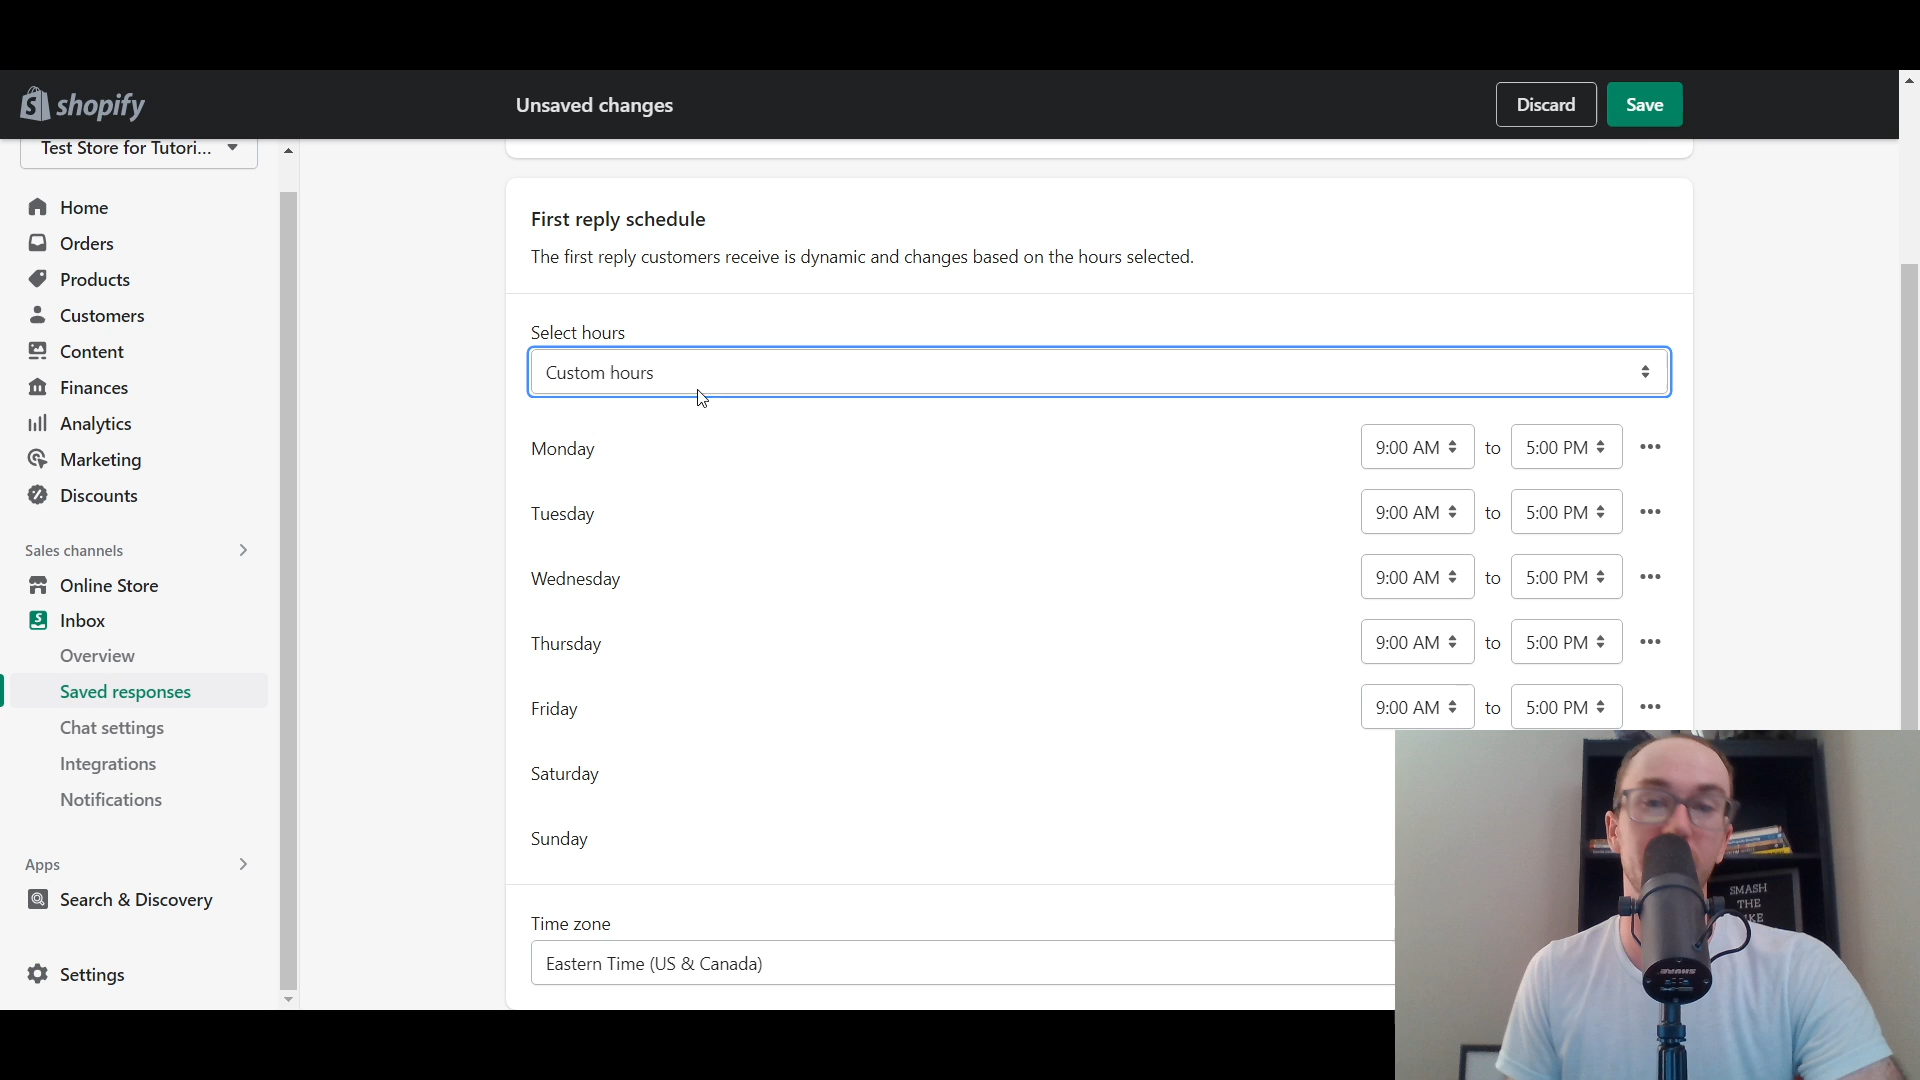 shopify
Unsaved changes
Discard
Save
Test Store for Tutori...
Home
Orders
Products
Customers
Content
Finances
Analytics
Marketing
Discounts
Sales channels
Online Store
Inbox
Overview
Saved responses
Chat settings
Integrations
Notifications
Apps
Search & Discovery
Settings
First reply schedule
The first reply customers receive is dynamic and changes based on the hours selected.
Select hours
Custom hours
Monday 9:00 AM to 5:00 PM
Tuesday 9:00 AM to 5:00 PM
Wednesday 9:00 AM to 5:00 PM
Thursday 9:00 AM to 5:00 PM
Friday 9:00 AM to 5:00 PM
Saturday
Sunday
Time zone
Eastern Time (US & Canada)
SMASH
THE
SHURE